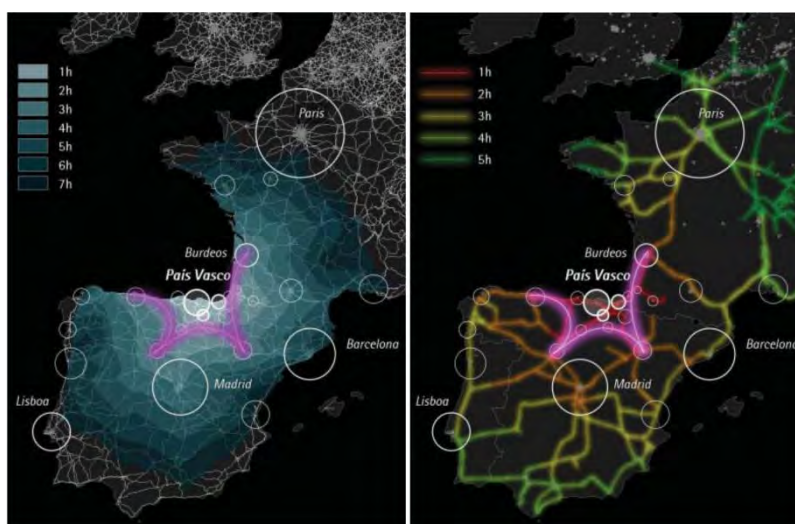 1h
2h
3h
4h
5h
6h
7h
Paris
Burdeos
País Vasco
Barcelona
Madrid
Lisboa
1h
2h
3h
4h
5h
Paris
Burdeos
País Vasco
Barcelona
Madrid
Lisboa